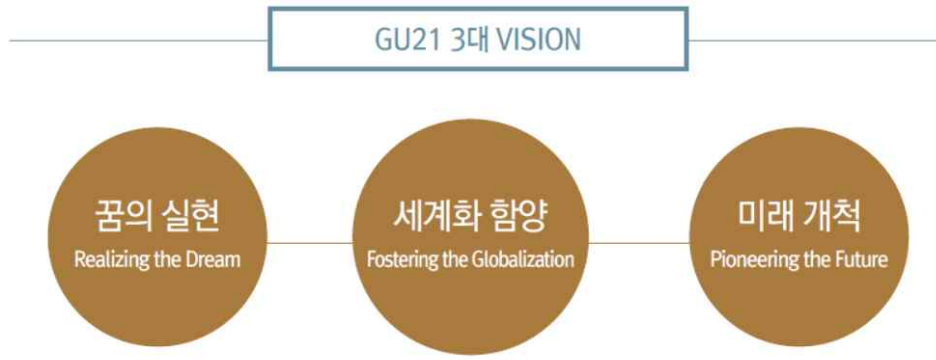 GU21 3대 VISION
꿈의 실현
Realizing the Dream
세계화 함양
Fostering the Globalization
미래 개척
Pioneering the Future